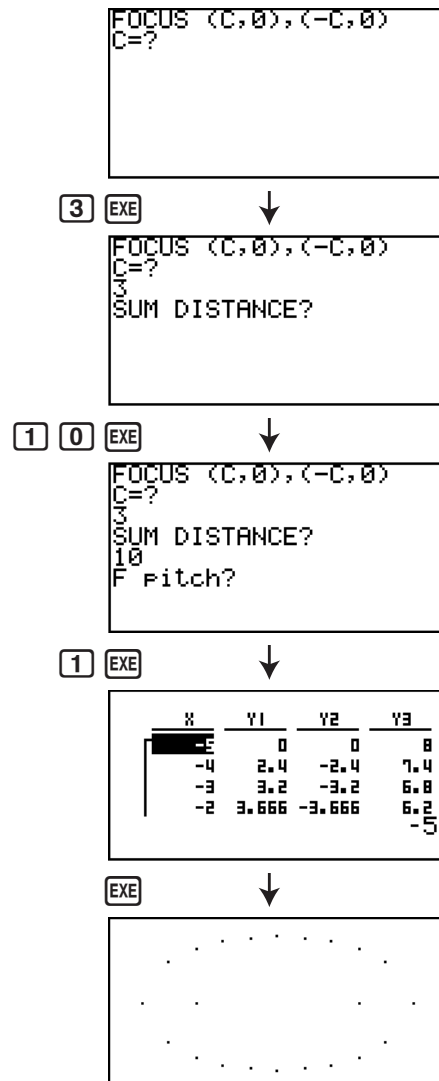 FOCUS (C,0),(-C,0)
C=?
3 EXE
FOCUS (C,0),(-C,0)
C=?
3
SUM DISTANCE?
1 0 EXE
FOCUS (C,0),(-C,0)
C=?
3
SUM DISTANCE?
10
F pitch?
1 EXE
X Y1 Y2 Y3
-5 0 0 8
-4 2.4 -2.4 7.4
-3 3.2 -3.2 6.8
-2 3.666 -3.666 6.2
-5
EXE